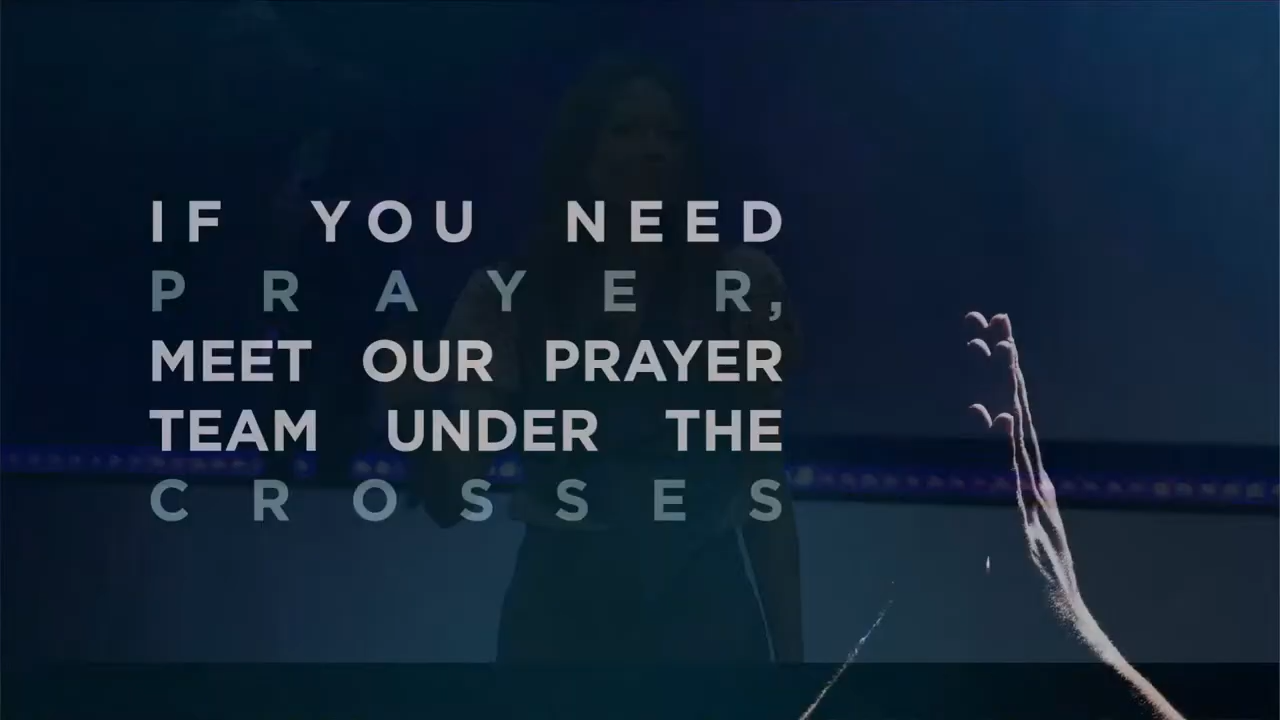 IF YOU NEED
PRAYER,
MEET OUR PRAYER
TEAM UNDER THE
CROSSES